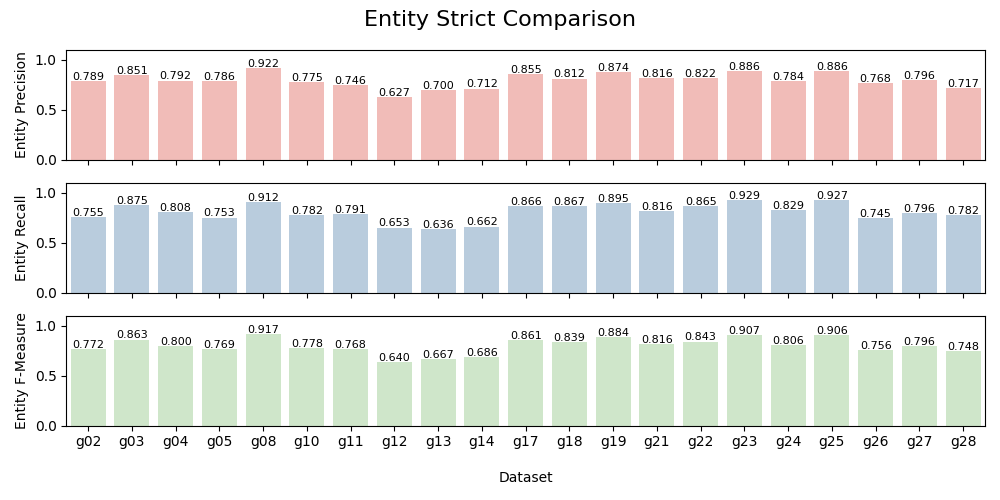 Entity Strict Comparison
Entity Precision
1.0
0.5
0.0
0.789 0.851 0.792 0.786 0.922 0.775 0.746 0.627 0.700 0.712 0.855 0.812 0.874 0.816 0.822 0.886 0.784 0.886 0.768 0.796 0.717
Entity Recall
1.0
0.5
0.0
0.755 0.875 0.808 0.753 0.912 0.782 0.791 0.653 0.636 0.662 0.866 0.867 0.895 0.816 0.865 0.929 0.829 0.927 0.745 0.796 0.782
Entity F-Measure
1.0
0.5
0.0
0.772 0.863 0.800 0.769 0.917 0.778 0.768 0.640 0.667 0.686 0.861 0.839 0.884 0.816 0.843 0.907 0.806 0.906 0.756 0.796 0.748
g02 g03 g04 g05 g08 g10 g11 g12 g13 g14 g17 g18 g19 g21 g22 g23 g24 g25 g26 g27 g28
Dataset